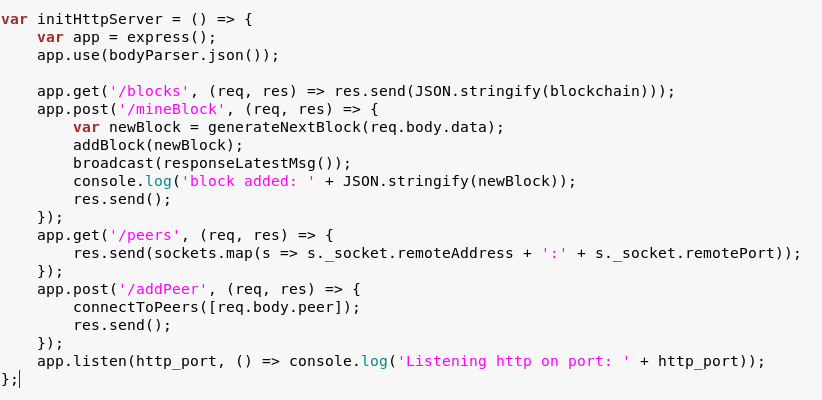 var initHttpServer = () => {
    var app = express();
    app.use(bodyParser.json());

    app.get('/blocks', (req, res) => res.send(JSON.stringify(blockchain)));
    app.post('/mineBlock', (req, res) => {
        var newBlock = generateNextBlock(req.body.data);
        addBlock(newBlock);
        broadcast(responseLatestMsg());
        console.log('block added: ' + JSON.stringify(newBlock));
        res.send();
    });
    app.get('/peers', (req, res) => {
        res.send(sockets.map(s => s._socket.remoteAddress + ':' + s._socket.remotePort));
    });
    app.post('/addPeer', (req, res) => {
        connectToPeers([req.body.peer]);
        res.send();
    });
    app.listen(http_port, () => console.log('Listening http on port: ' + http_port));
};